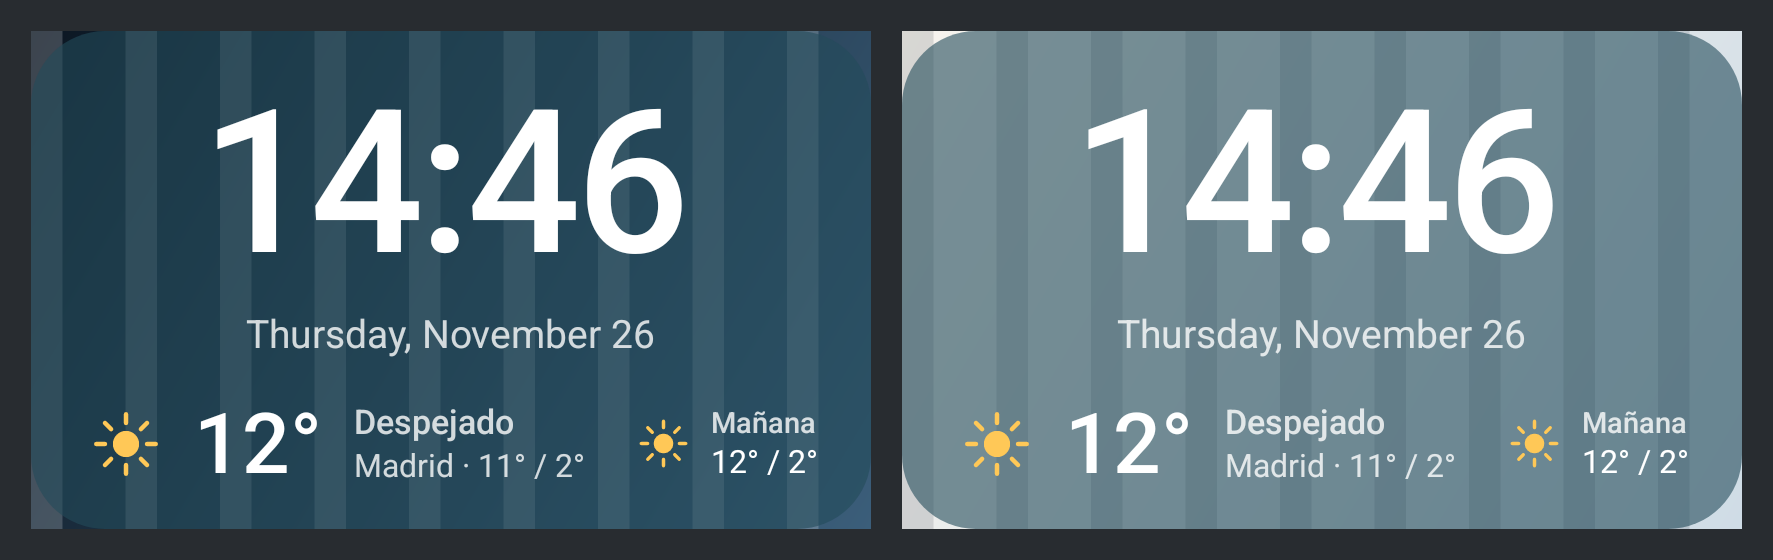 14:46
Thursday, November 26
12°
Despejado
Madrid · 11° / 2°
Mañana
12° / 2°
14:46
Thursday, November 26
12°
Despejado
Madrid · 11° / 2°
Mañana
12° / 2°